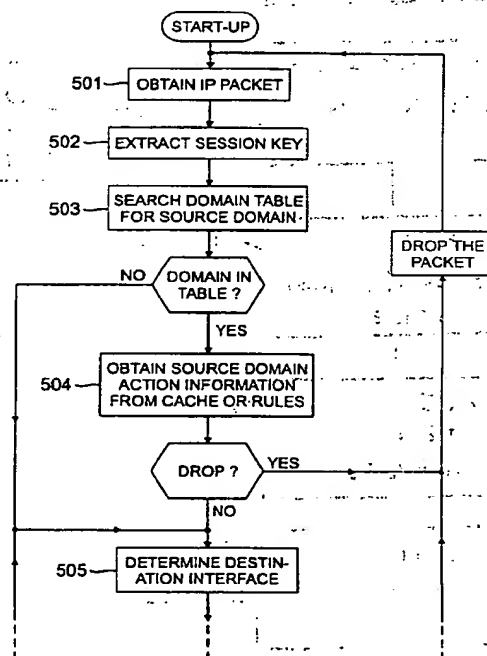 START-UP
501
OBTAIN IP PACKET
502
EXTRACT SESSION KEY
503
SEARCH DOMAIN TABLE
FOR SOURCE DOMAIN
DROP THE
PACKET
NO
DOMAIN IN
TABLE ?
YES
504
OBTAIN SOURCE DOMAIN
ACTION INFORMATION
FROM CACHE OR RULES
DROP ?
YES
NO
505
DETERMINE DESTIN-
ATION INTERFACE